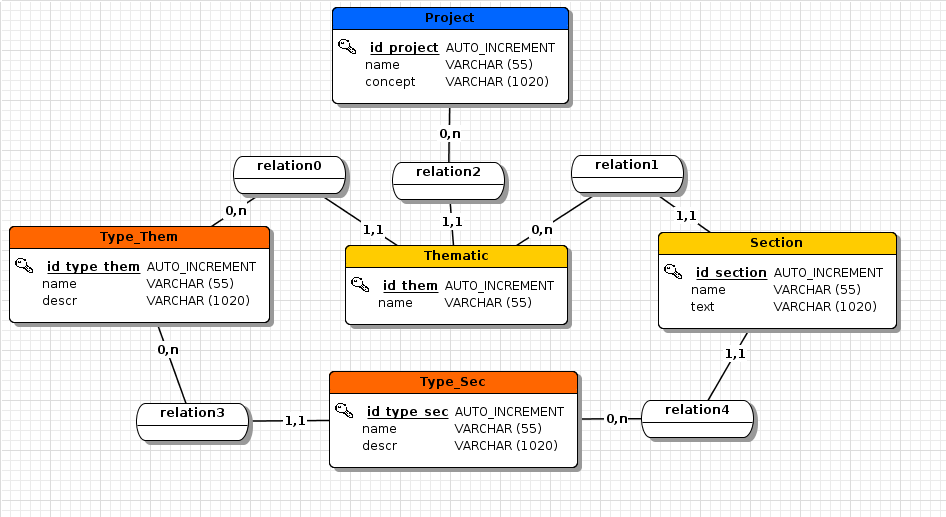 Project
id_project AUTO_INCREMENT
name VARCHAR (55)
concept VARCHAR (1020)
0,n
relation0
relation2
relation1
0,n
1,1
1,1
0,n
1,1
Type_Them
id_type_them AUTO_INCREMENT
name VARCHAR (55)
descr VARCHAR (1020)
Thematic
id_them AUTO_INCREMENT
name VARCHAR (55)
Section
id_section AUTO_INCREMENT
name VARCHAR (55)
text VARCHAR (1020)
0,n
1,1
relation3
1,1
Type_Sec
id_type_sec AUTO_INCREMENT
name VARCHAR (55)
descr VARCHAR (1020)
0,n
relation4